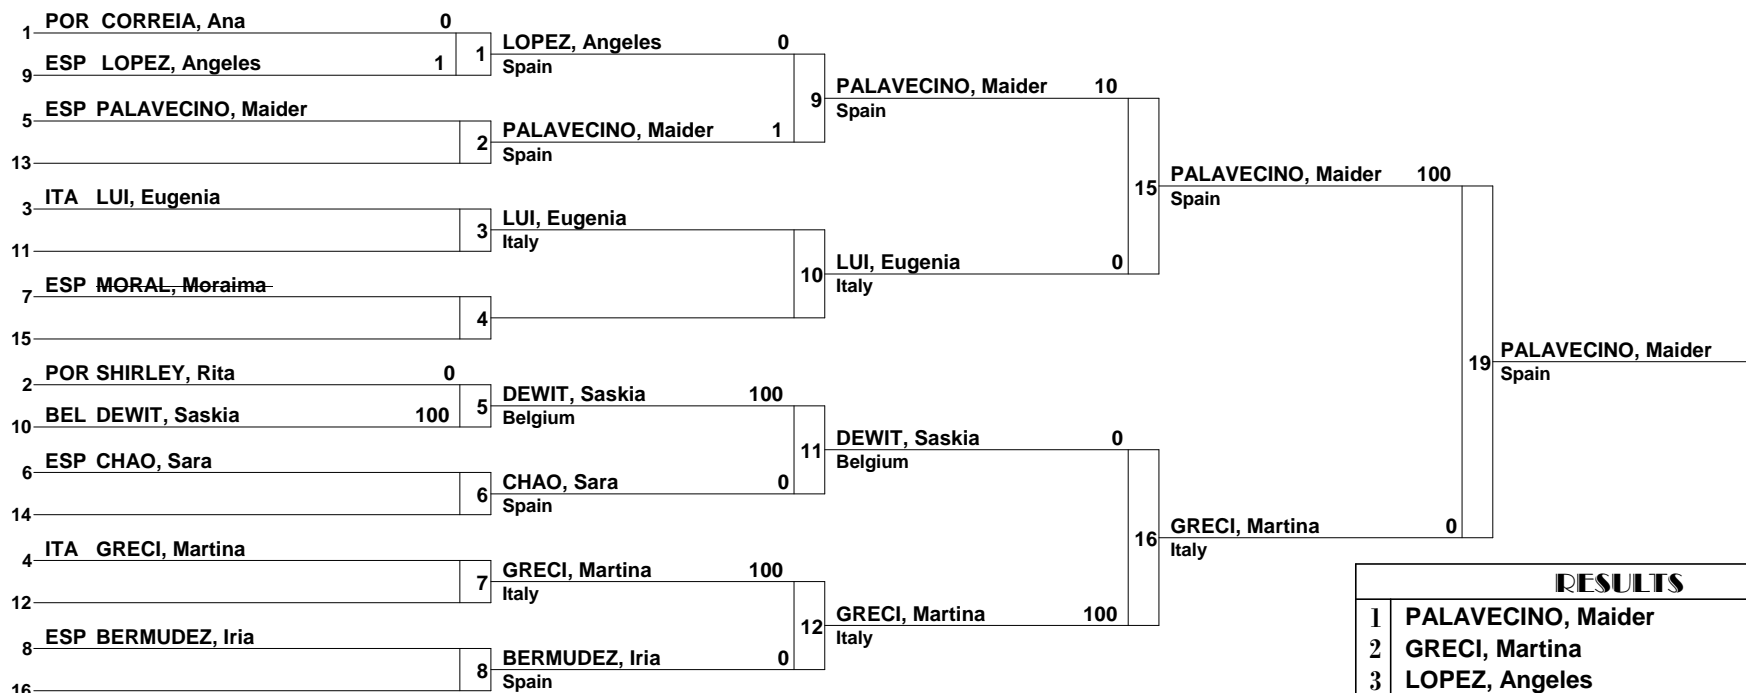 POR CORREIA, Ana 0
1
ESP LOPEZ, Angeles 1
9
1
LOPEZ, Angeles 0
Spain
ESP PALAVECINO, Maider
5
13
2
PALAVECINO, Maider 1
Spain
9
PALAVECINO, Maider 10
Spain
ITA LUI, Eugenia
3
11
3
LUI, Eugenia
Italy
ESP MORAL, Moraima
7
15
4
10
LUI, Eugenia 0
Italy
15
PALAVECINO, Maider 100
Spain
POR SHIRLEY, Rita 0
2
BEL DEWIT, Saskia 100
10
5
DEWIT, Saskia 100
Belgium
ESP CHAO, Sara
6
14
6
CHAO, Sara 0
Spain
11
DEWIT, Saskia 0
Belgium
ITA GRECI, Martina
4
12
7
GRECI, Martina 100
Italy
ESP BERMUDEZ, Iria
8
16
8
BERMUDEZ, Iria 0
Spain
12
GRECI, Martina 100
Italy
16
GRECI, Martina 0
Italy
19
PALAVECINO, Maider
Spain
RESULTS
1 PALAVECINO, Maider
2 GRECI, Martina
3 LOPEZ, Angeles